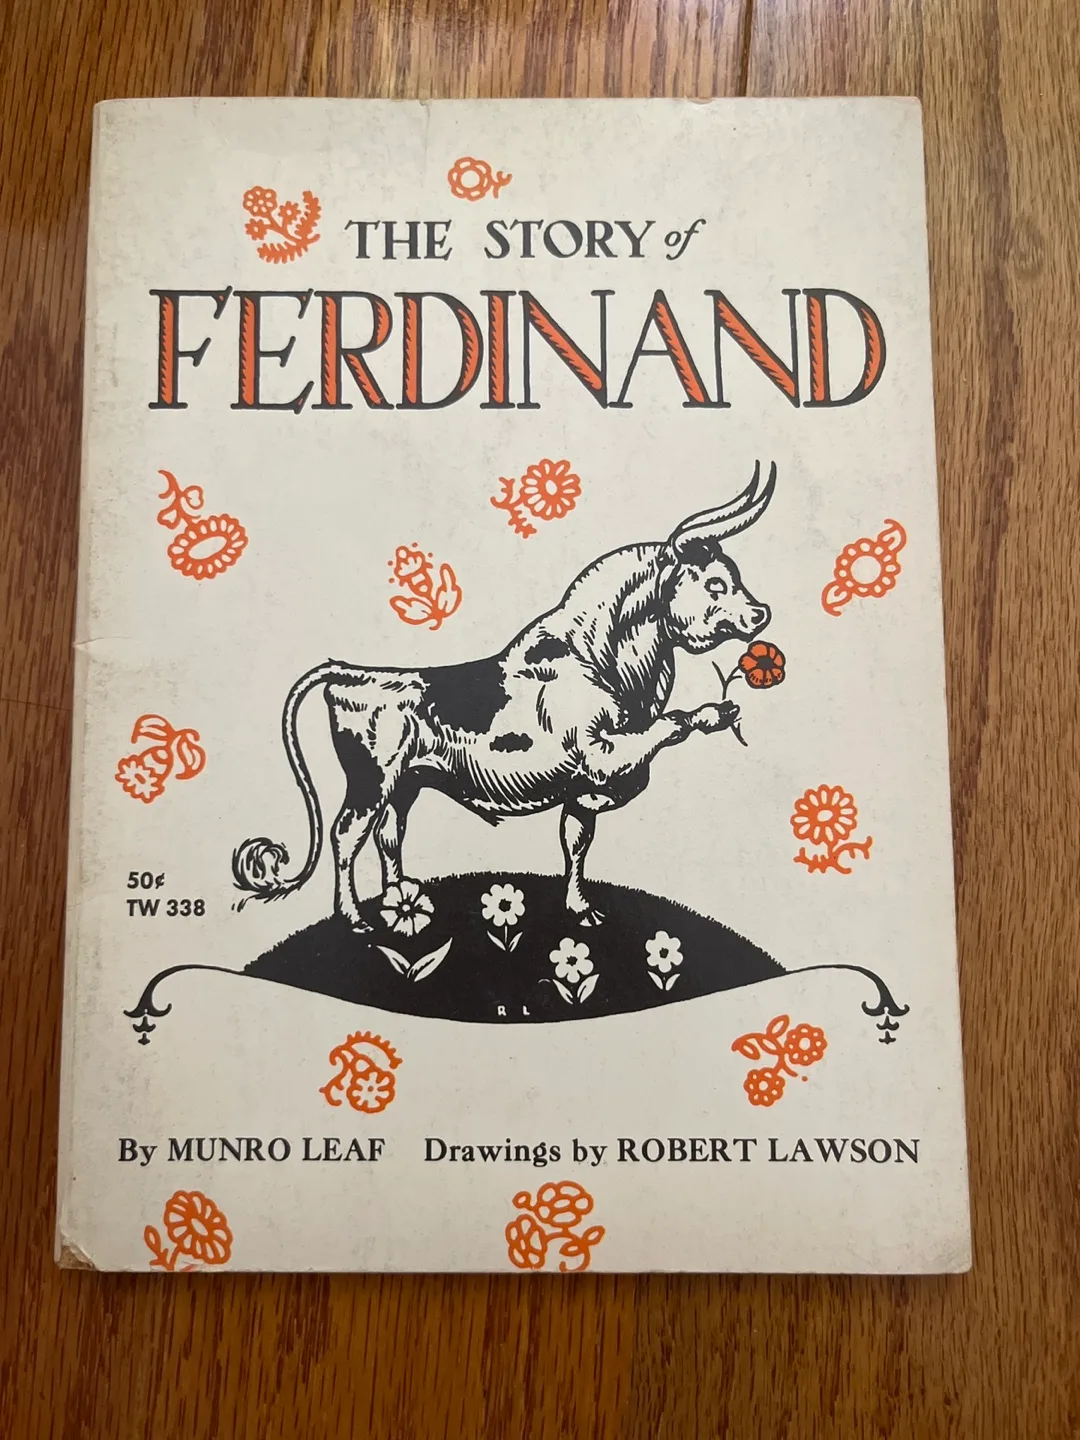 THE STORY of
FERDINAND
50¢
TW 338
R L
By MUNRO LEAF Drawings by ROBERT LAWSON